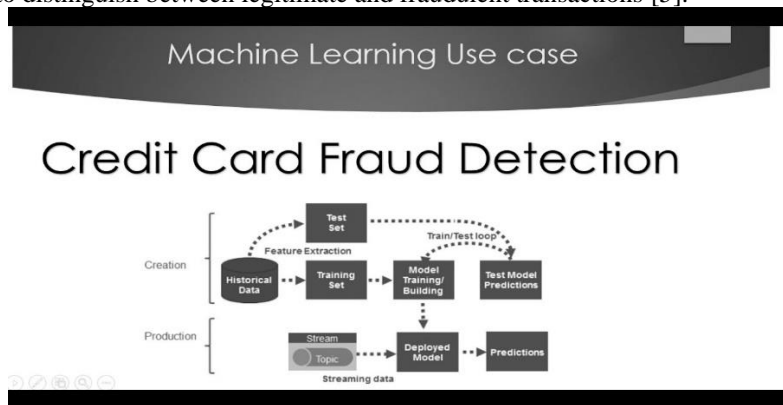 to distinguish between legitimate and fraudulent transactions [5].
Machine Learning Use case
Credit Card Fraud Detection
Test
Set
Train/Test loop
Feature Extraction
Creation
Historical
Data
Training
Set
Model
Training/
Building
Test Model
Predictions
Production
Stream
Topic
Deployed
Model
Predictions
Streaming data